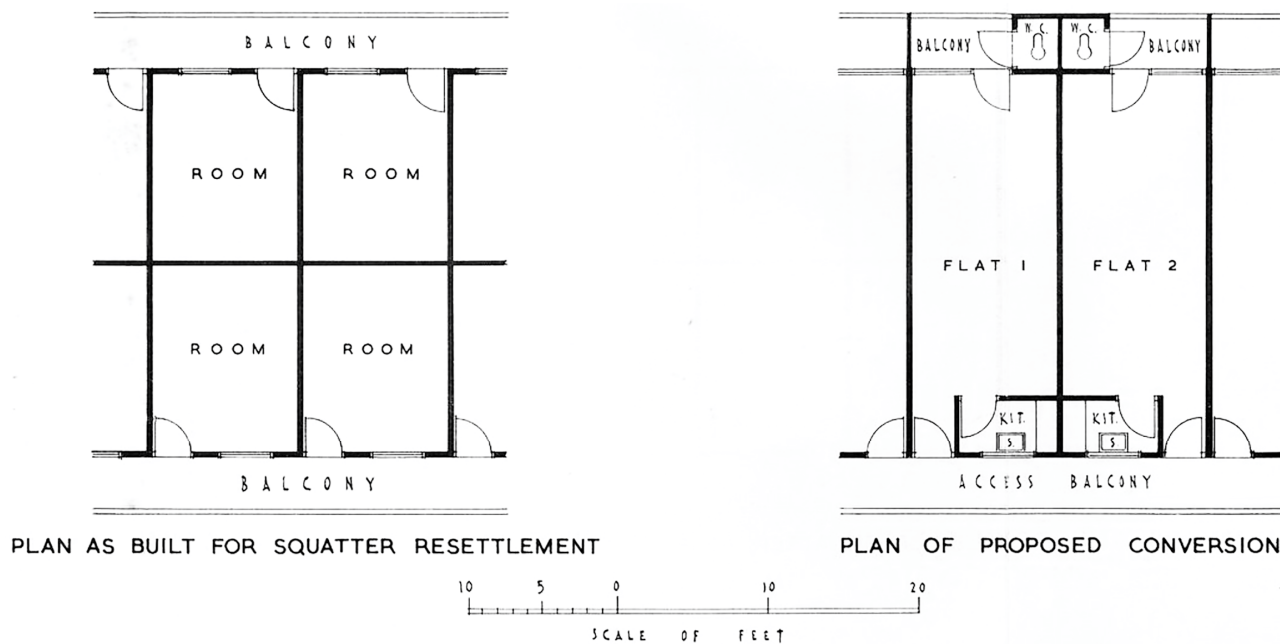 BALCONY
ROOM ROOM
ROOM ROOM
BALCONY
PLAN AS BUILT FOR SQUATTER RESETTLEMENT
W.C. W.C.
BALCONY BALCONY
FLAT 1 FLAT 2
KIT. KIT.
S. S
ACCESS BALCONY
PLAN OF PROPOSED CONVERSION
10 5 0 10 20
SCALE OF FEET